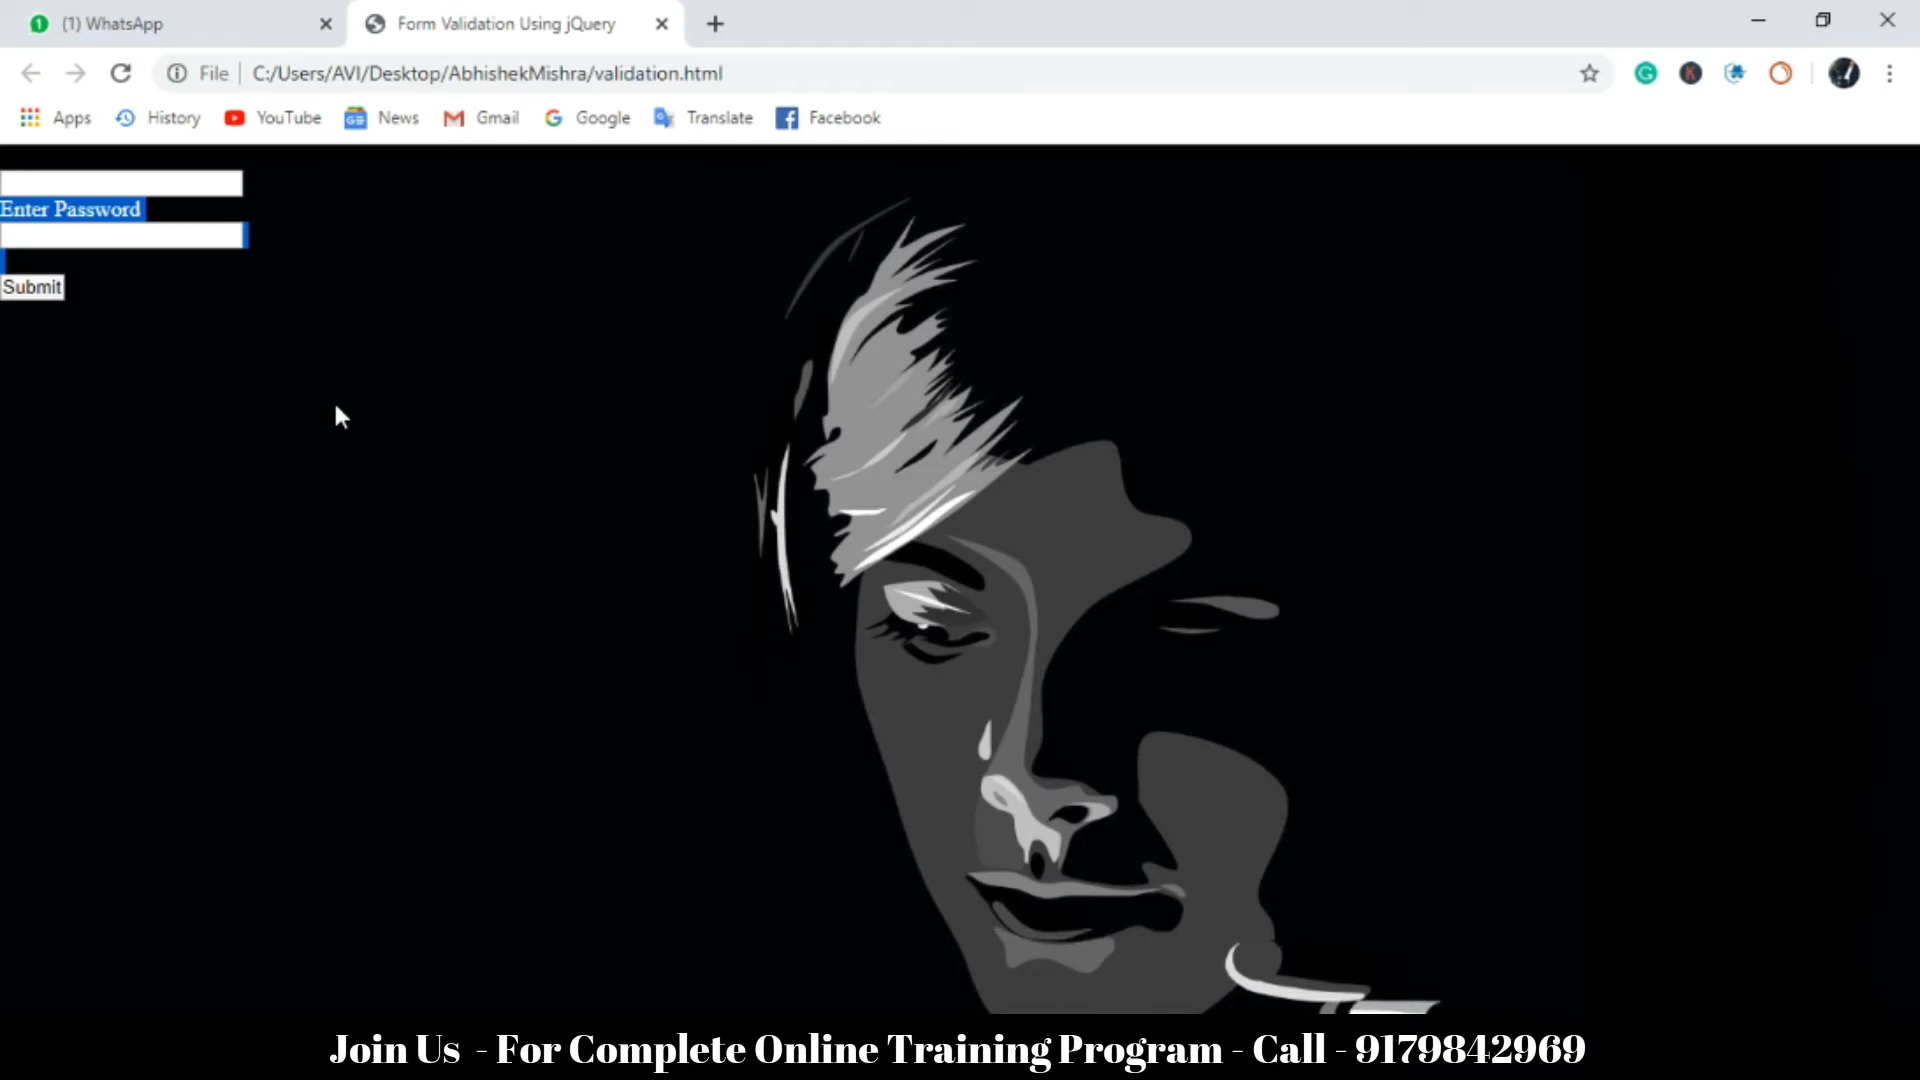 (1) WhatsApp
Form Validation Using jQuery
File
C:/Users/AVI/Desktop/AbhishekMishra/validation.html
Apps
History
YouTube
News
Gmail
Google
Translate
Facebook
Enter Password
Submit
Join Us - For Complete Online Training Program - Call - 9179842969